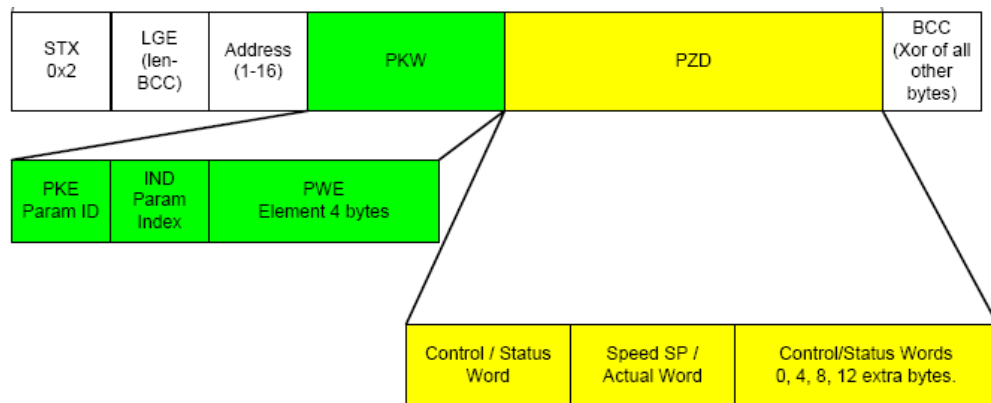 STX
0x2
LGE
(len-
BCC)
Address
(1-16)
PKW
PZD
BCC
(Xor of all
other
bytes)
PKE
Param ID
IND
Param
Index
PWE
Element 4 bytes
Control / Status
Word
Speed SP /
Actual Word
Control/Status Words
0, 4, 8, 12 extra bytes.